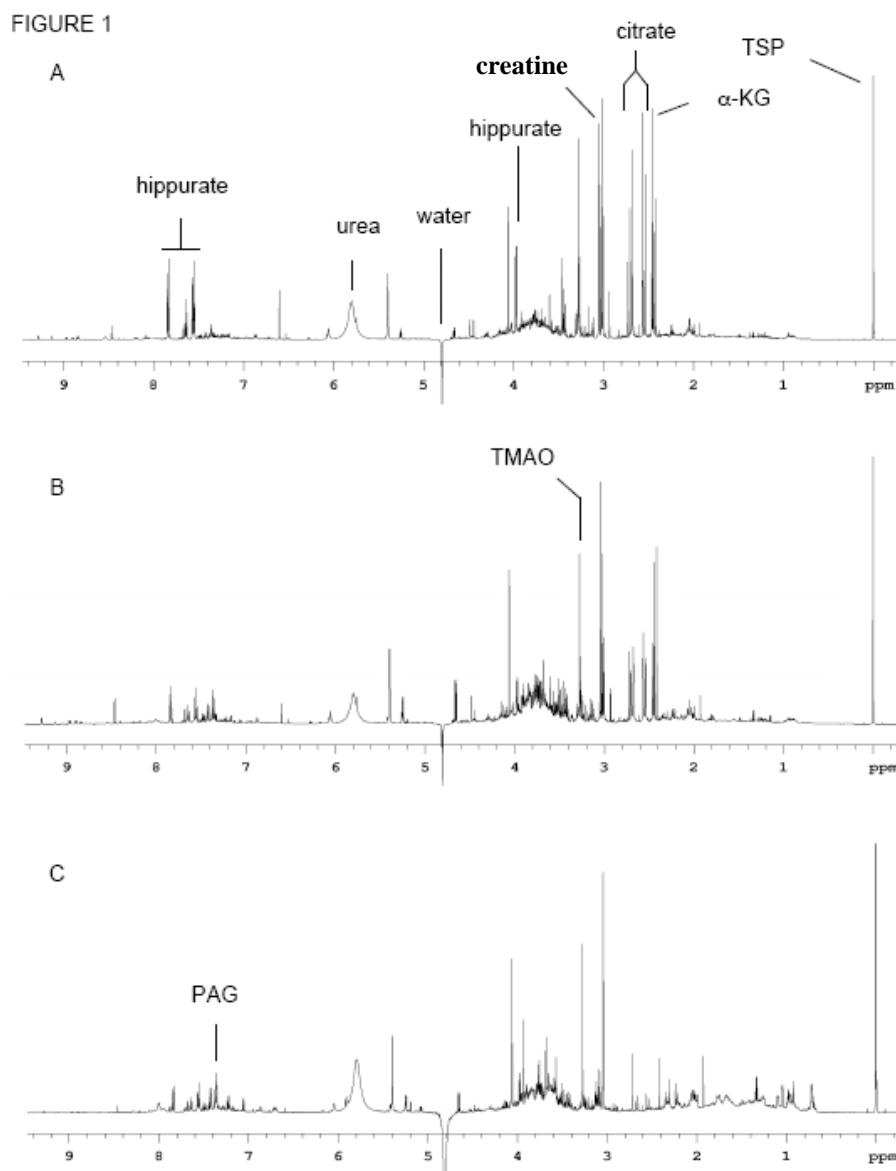 FIGURE 1
A
citrate
TSP
creatine
α-KG
hippurate
hippurate
urea
water
9 8 7 6 5 4 3 2 1 ppm
B
TMAO
9 8 7 6 5 4 3 2 1 ppm
C
PAG
9 8 7 6 5 4 3 2 1 ppm